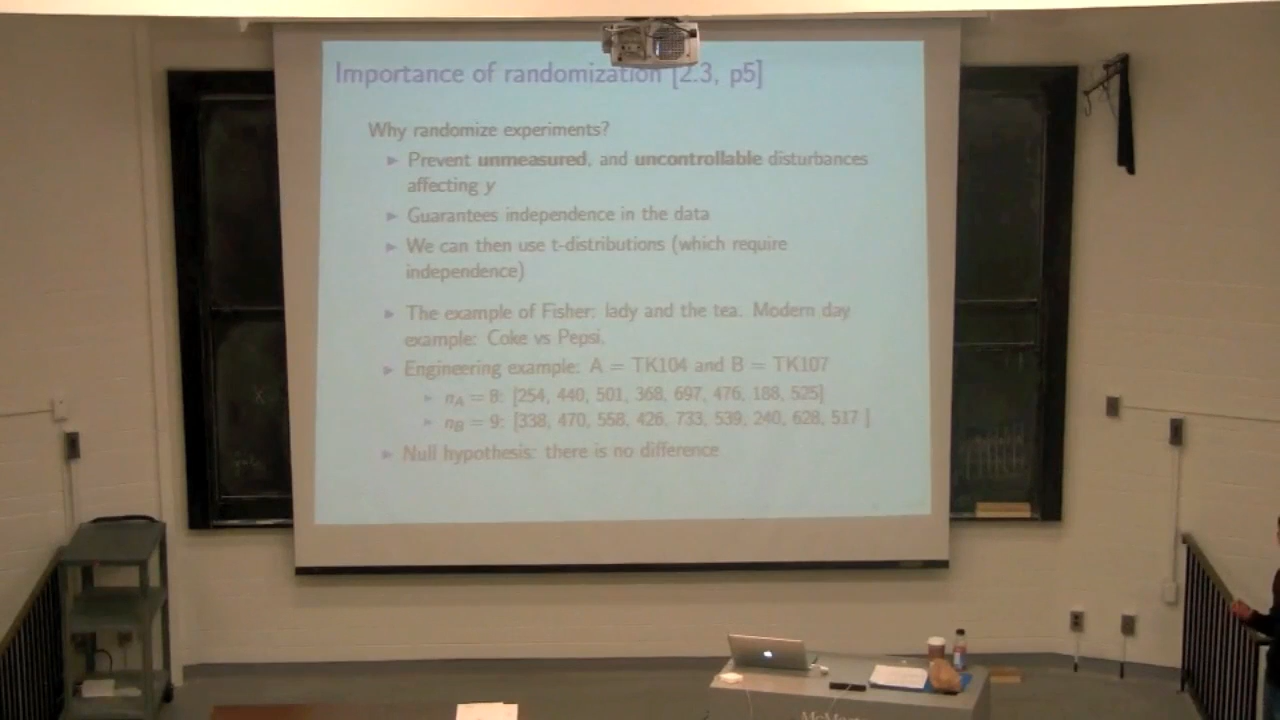 Importance of randomization [2.3, p5]
Why randomize experiments?
► Prevent unmeasured, and uncontrollable disturbances
affecting y
► Guarantees independence in the data
► We can then use t-distributions (which require
independence)
► The example of Fisher: lady and the tea. Modern day
example: Coke vs Pepsi.
► Engineering example: A = TK104 and B = TK107
► n_A = 8: [254, 440, 501, 368, 697, 476, 188, 525]
► n_B = 9: [338, 470, 558, 426, 733, 539, 240, 628, 517 ]
► Null hypothesis: there is no difference